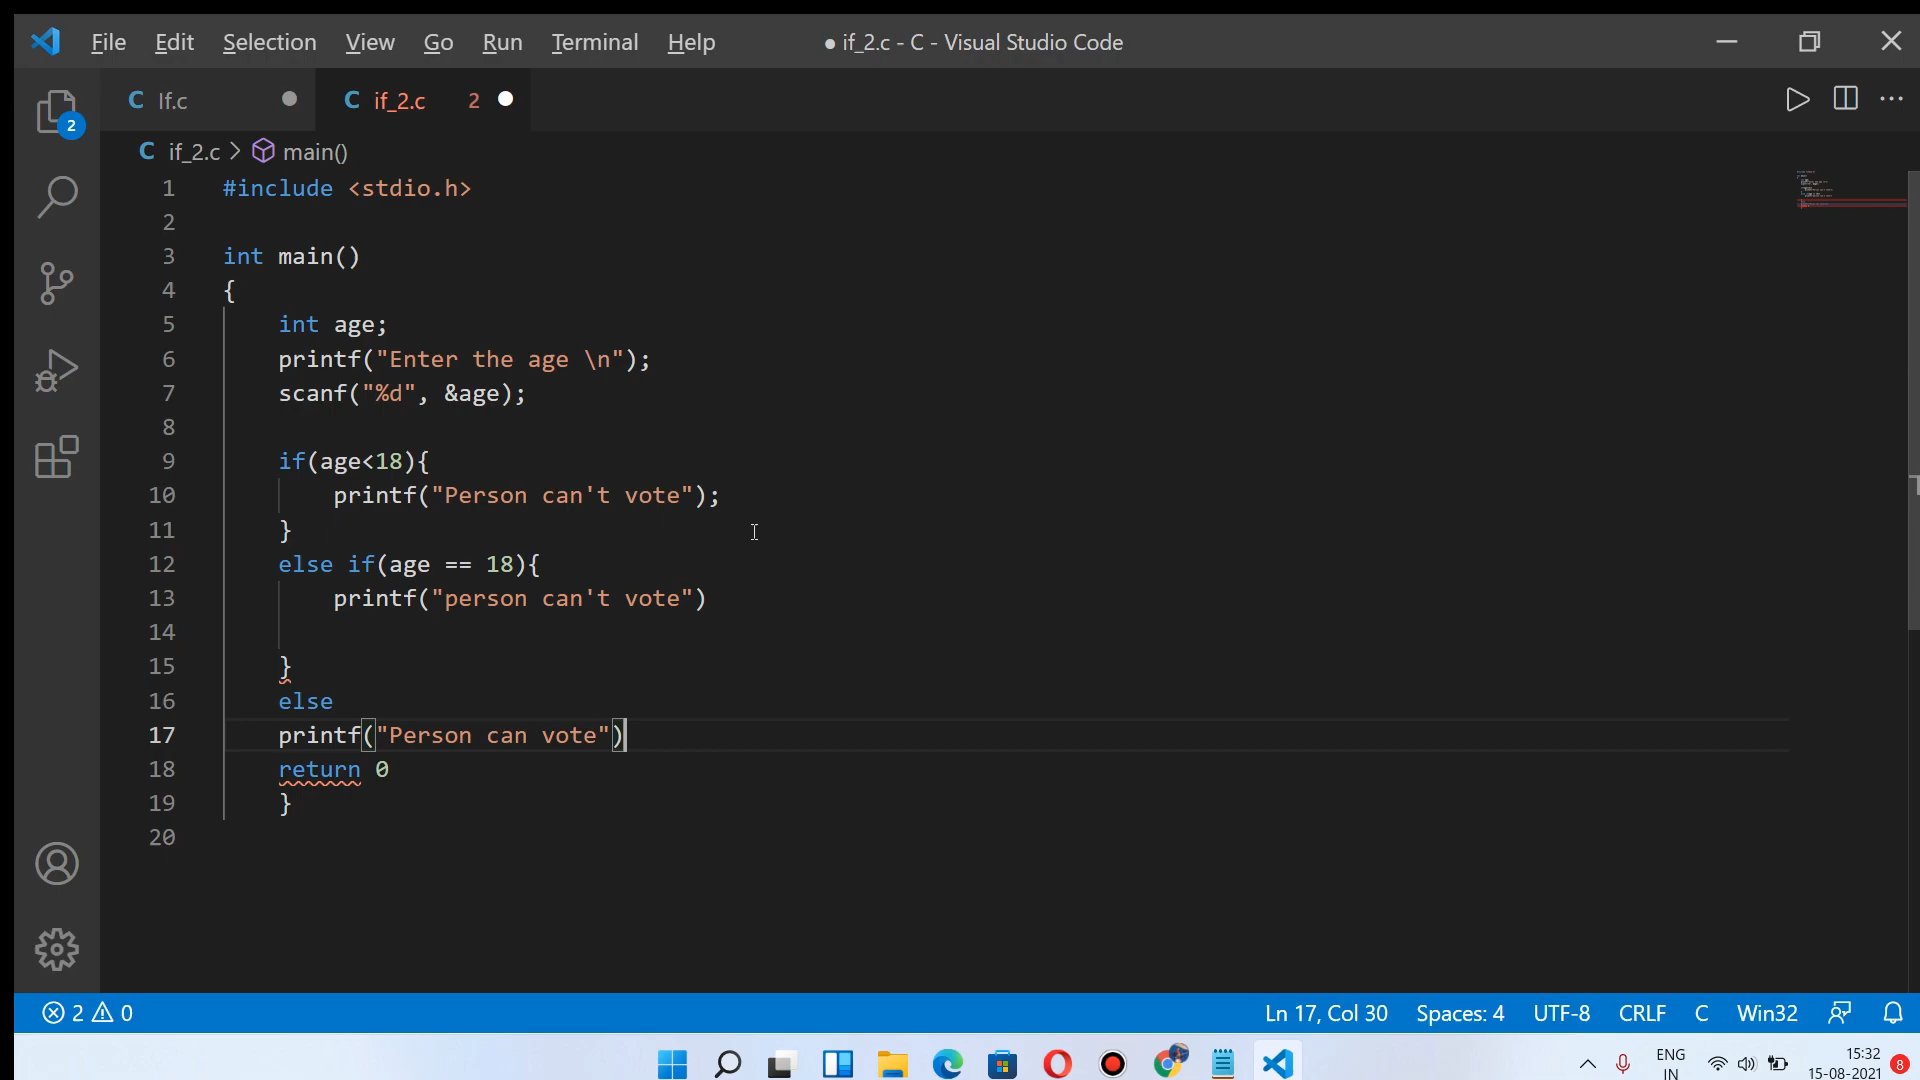 File Edit Selection View Go Run Terminal Help ● if_2.c - C - Visual Studio Code
C If.c C if_2.c 2
2
C if_2.c > main()
1 #include <stdio.h>
2
3 int main()
4 {
5 int age;
6 printf("Enter the age \n");
7 scanf("%d", &age);
8
9 if(age<18){
10 printf("Person can't vote");
11 }
12 else if(age == 18){
13 printf("person can't vote")
14
15 }
16 else
17 printf("Person can vote")
18 return 0
19 }
20
2 0 Ln 17, Col 30 Spaces: 4 UTF-8 CRLF C Win32
ENG 15:32
IN 15-08-2021 8